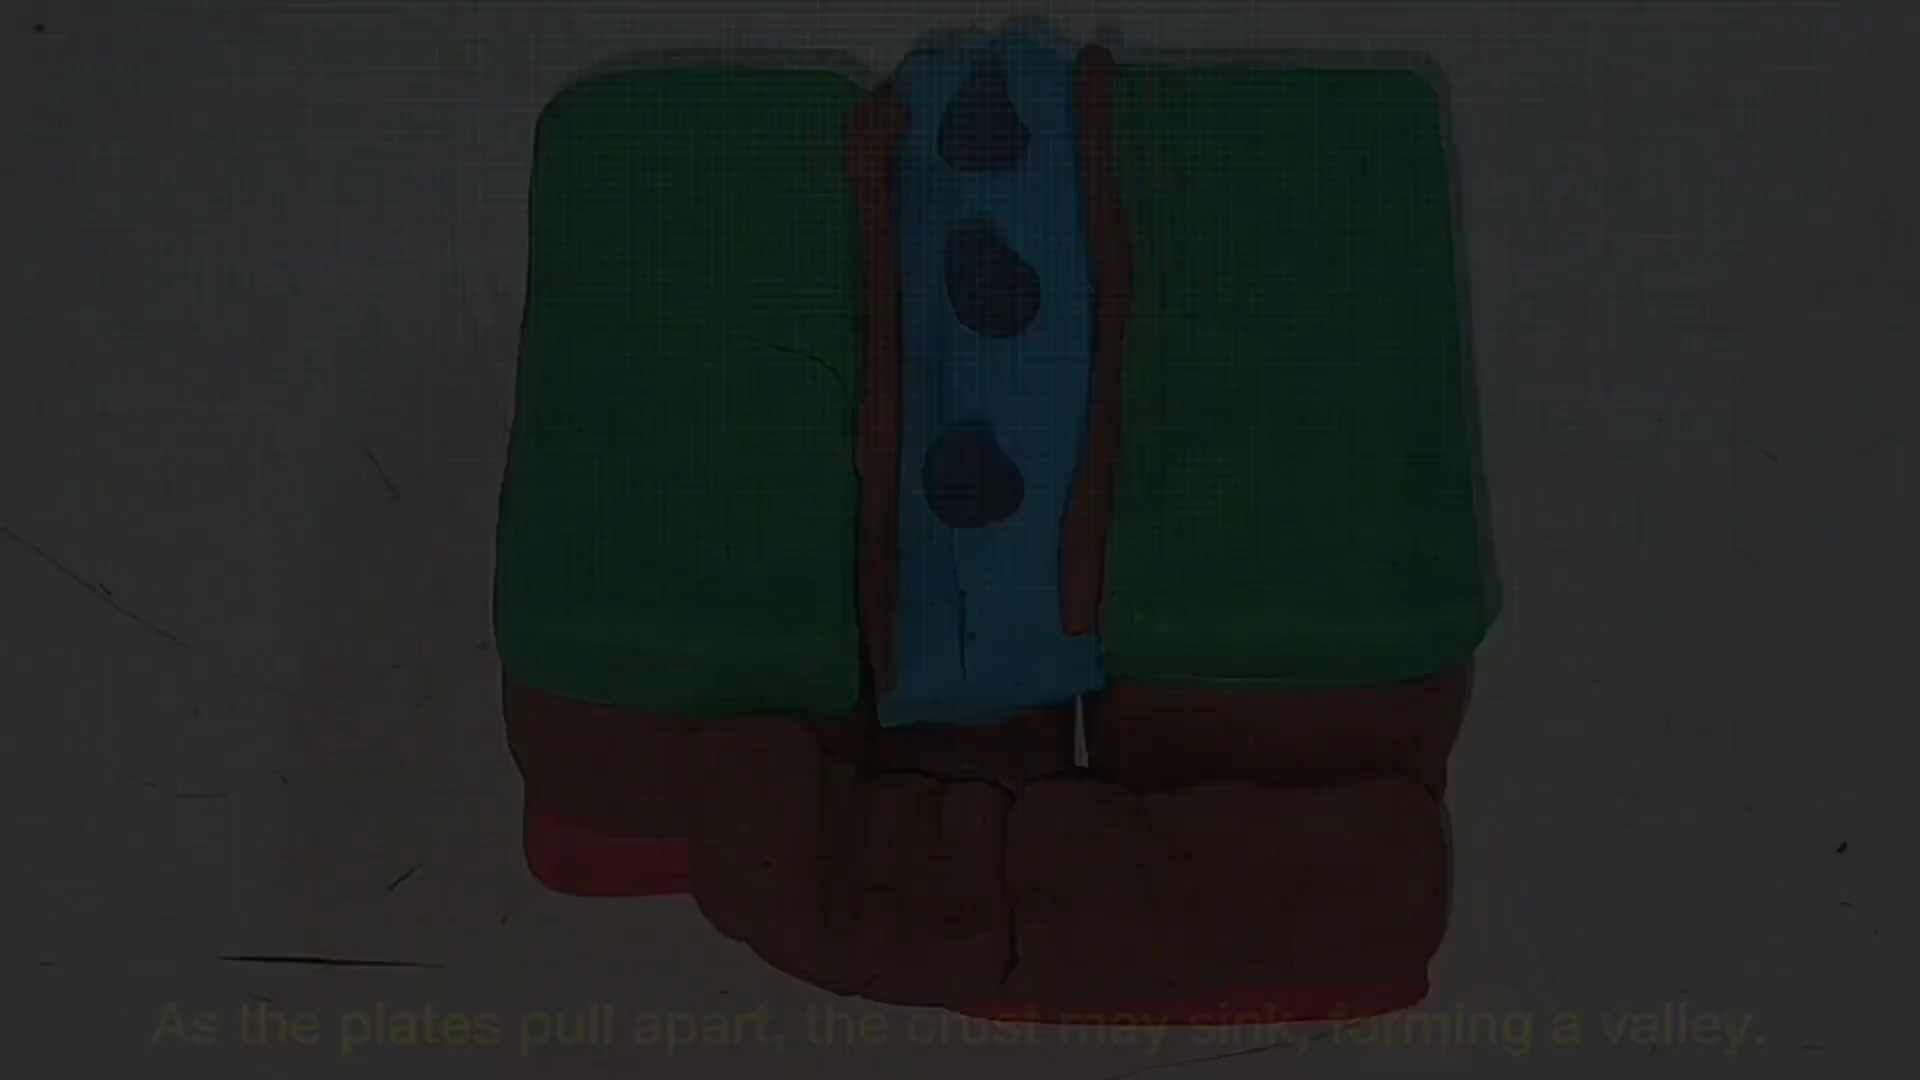 As the plates pull apart, the crust may sink, forming a valley.